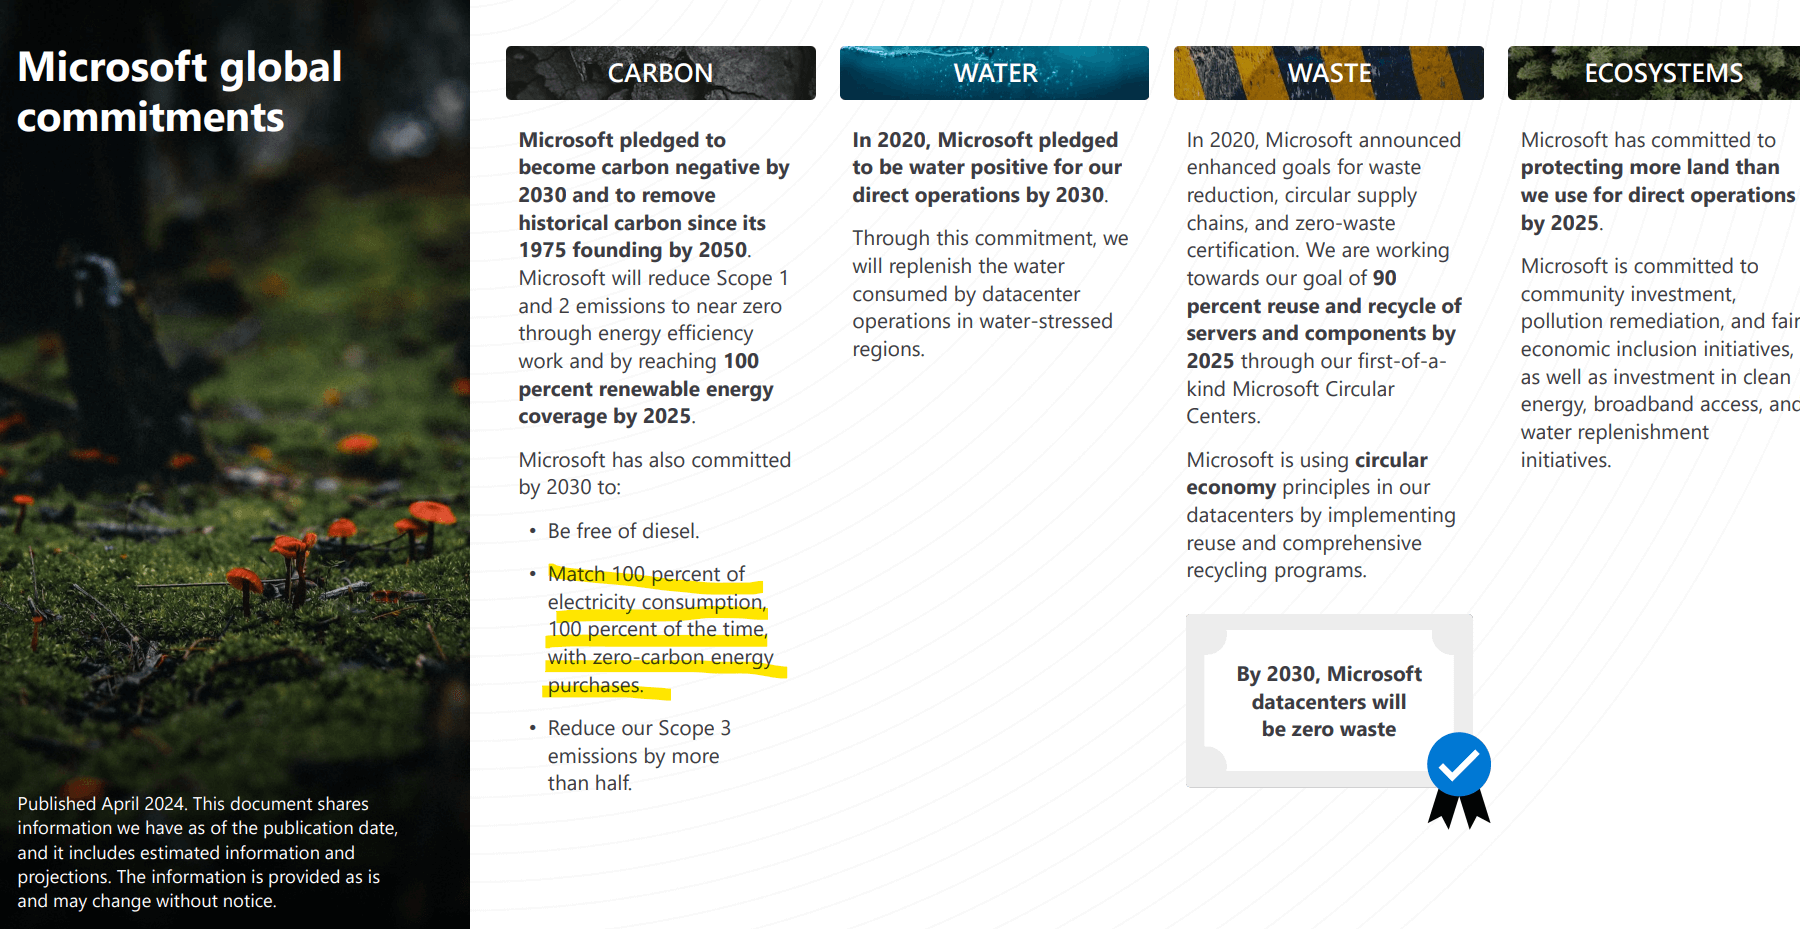 Microsoft global
commitments
Published April 2024. This document shares
information we have as of the publication date,
and it includes estimated information and
projections. The information is provided as is
and may change without notice.
CARBON
Microsoft pledged to
become carbon negative by
2030 and to remove
historical carbon since its
1975 founding by 2050.
Microsoft will reduce Scope 1
and 2 emissions to near zero
through energy efficiency
work and by reaching 100
percent renewable energy
coverage by 2025.
Microsoft has also committed
by 2030 to:
• Be free of diesel.
• Match 100 percent of
electricity consumption,
100 percent of the time,
with zero-carbon energy
purchases.
• Reduce our Scope 3
emissions by more
than half.
WATER
In 2020, Microsoft pledged
to be water positive for our
direct operations by 2030.
Through this commitment, we
will replenish the water
consumed by datacenter
operations in water-stressed
regions.
WASTE
In 2020, Microsoft announced
enhanced goals for waste
reduction, circular supply
chains, and zero-waste
certification. We are working
towards our goal of 90
percent reuse and recycle of
servers and components by
2025 through our first-of-a-
kind Microsoft Circular
Centers.
Microsoft is using circular
economy principles in our
datacenters by implementing
reuse and comprehensive
recycling programs.
By 2030, Microsoft
datacenters will
be zero waste
ECOSYSTEMS
Microsoft has committed to
protecting more land than
we use for direct operations
by 2025.
Microsoft is committed to
community investment,
pollution remediation, and fair
economic inclusion initiatives,
as well as investment in clean
energy, broadband access, and
water replenishment
initiatives.